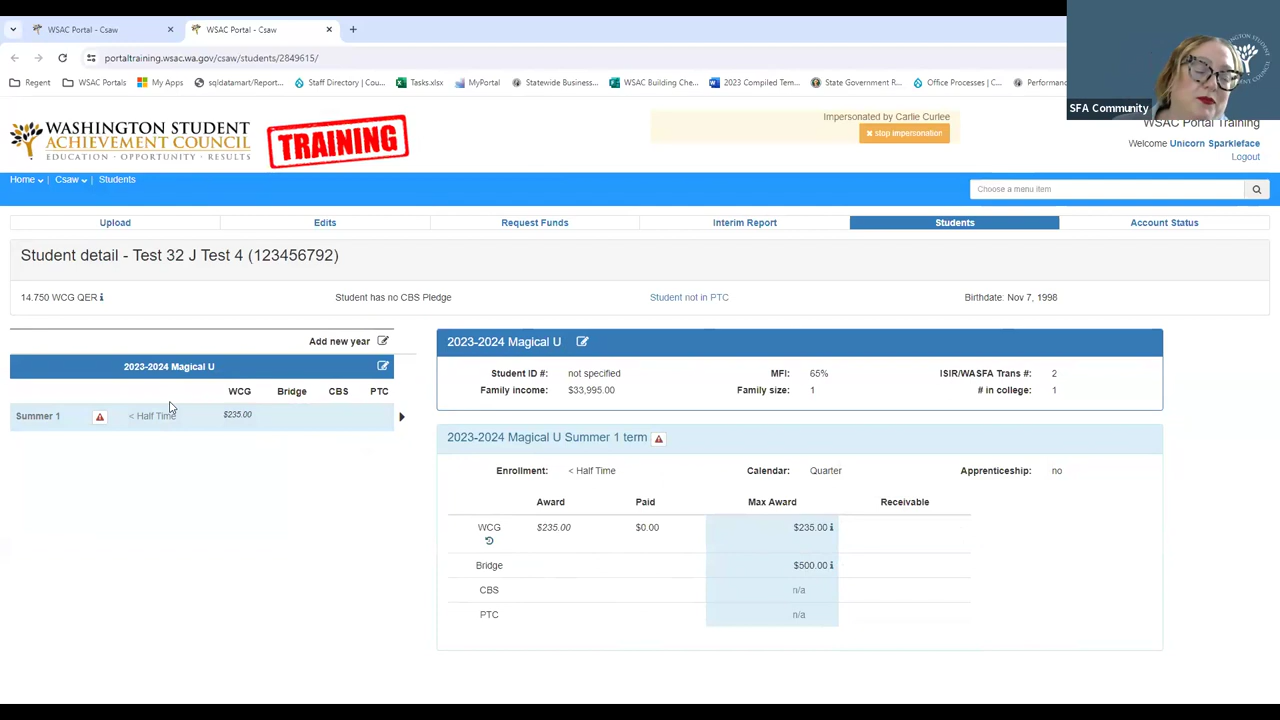 WSAC Portal - Csaw
WSAC Portal - Csaw
portaltraining.wsac.wa.gov/csaw/students/2849615/
Regent
WSAC Portals
My Apps
sqldatamart/Report...
Staff Directory | Cou...
Tasks.xlsx
MyPortal
Statewide Business...
WSAC Building Che...
2023 Compiled Tem...
State Government R...
Office Processes | C...
Performanc
SFA Community
WASHINGTON STUDENT
ACHIEVEMENT COUNCIL
EDUCATION · OPPORTUNITY · RESULTS
TRAINING
Impersonated by Carlie Curlee
stop impersonation
WSAC Portal Training
Welcome Unicorn Sparkleface
Logout
Home | Csaw | Students
Choose a menu item
Upload Edits Request Funds Interim Report Students Account Status
Student detail - Test 32 J Test 4 (123456792)
14.750 WCG QER Student has no CBS Pledge Student not in PTC Birthdate: Nov 7, 1998
Add new year
2023-2024 Magical U
WCG Bridge CBS PTC
Summer 1 < Half Time $235.00
2023-2024 Magical U
Student ID #: not specified MFI: 65% ISIR/WASFA Trans #: 2
Family income: $33,995.00 Family size: 1 # in college: 1
2023-2024 Magical U Summer 1 term
Enrollment: < Half Time Calendar: Quarter Apprenticeship: no
Award Paid Max Award Receivable
WCG $235.00 $0.00 $235.00
Bridge $500.00
CBS n/a
PTC n/a